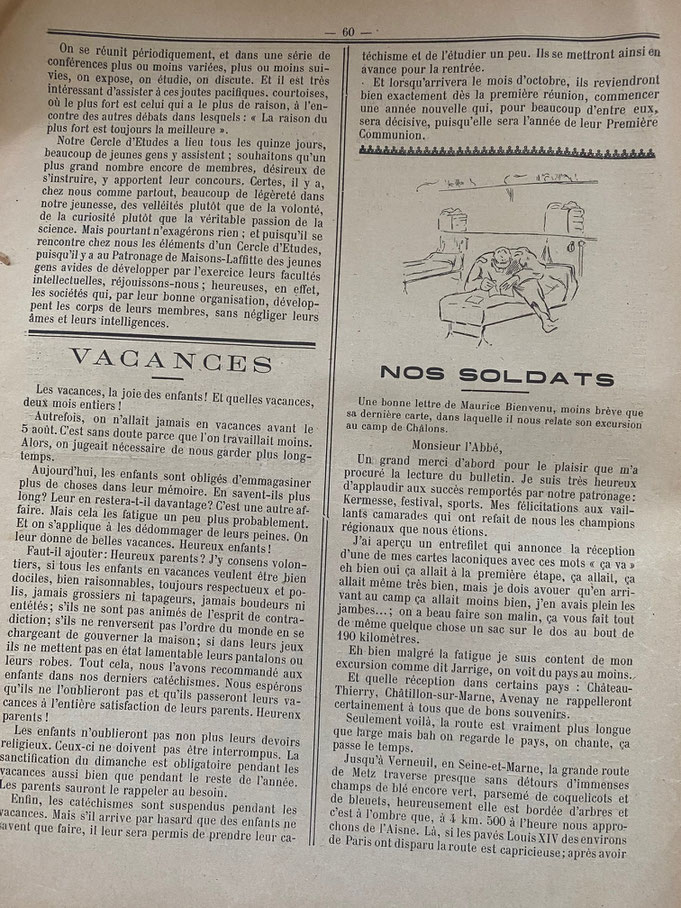 — 60 —
On se réunit périodiquement, et dans une série de
conférences plus ou moins variées, plus ou moins sui-
vies, on expose, on étudie, on discute. Et il est très
intéressant d'assister à ces joutes pacifiques. courtoises,
où le plus fort est celui qui a le plus de raison, à l'en-
contre des autres débats dans lesquels : « La raison du
plus fort est toujours la meilleure ».
Notre Cercle d'Etudes a lieu tous les quinze jours,
beaucoup de jeunes gens y assistent ; souhaitons qu'un
plus grand nombre encore de membres, désireux de
s'instruire, y apportent leur concours. Certes, il y a,
chez nous comme partout, beaucoup de légèreté dans
notre jeunesse, des velléités plutôt que de la volonté,
de la curiosité plutôt que la véritable passion de la
science. Mais pourtant n'exagérons rien ; et puisqu'il se
rencontre chez nous les éléments d'un Cercle d'Etudes,
puisqu'il y a au Patronage de Maisons-Laffitte des jeunes
gens avides de développer par l'exercice leurs facultés
intellectuelles, réjouissons-nous ; heureuses, en effet,
les sociétés qui, par leur bonne organisation, dévelop-
pent les corps de leurs membres, sans négliger leurs
âmes et leurs intelligences.
VACANCES
Les vacances, la joie des enfants ! Et quelles vacances,
deux mois entiers !
Autrefois, on n'allait jamais en vacances avant le
5 août. C'est sans doute parce que l'on travaillait moins.
Alors, on jugeait nécessaire de nous garder plus long-
temps.
Aujourd'hui, les enfants sont obligés d'emmagasiner
plus de choses dans leur mémoire. En savent-ils plus
long? Leur en restera-t-il davantage? C'est une autre af-
faire. Mais cela les fatigue un peu plus probablement.
Et on s'applique à les dédommager de leurs peines. On
leur donne de belles vacances. Heureux enfants !
Faut-il ajouter: Heureux parents? J'y consens volon-
tiers, si tous les enfants en vacances veulent être bien
dociles, bien raisonnables, toujours respectueux et po-
lis, jamais grossiers ni tapageurs, jamais boudeurs ni
entêtés; s'ils ne sont pas animés de l'esprit de contra-
diction; s'ils ne renversent pas l'ordre du monde en se
chargeant de gouverner la maison; si dans leurs jeux
ils ne mettent pas en état lamentable leurs pantalons ou
leurs robes. Tout cela, nous l'avons recommandé aux
enfants dans nos derniers catéchismes. Nous espérons
qu'ils ne l'oublieront pas et qu'ils passeront leurs va-
cances à l'entière satisfaction de leurs parents. Heurenx
parents !
Les enfants n'oublieront pas non plus leurs devoirs
religieux. Ceux-ci ne doivent pas être interrompus. La
sanctification du dimanche est obligatoire pendant les
vacances aussi bien que pendant le reste de l'année.
Les parents sauront le rappeler au besoin.
Enfin, les catéchismes sont suspendus pendant les
vacances. Mais s'il arrive par hasard que des enfants ne
savent que faire, il leur sera permis de prendre leur ca-
téchisme et de l'étudier un peu. Ils se mettront ainsi en
avance pour la rentrée.
Et lorsqu'arrivera le mois d'octobre, ils reviendront
bien exactement dès la première réunion, commencer
une année nouvelle qui, pour beaucoup d'entre eux,
sera décisive, puisqu'elle sera l'année de leur Première
Communion.
NOS SOLDATS
Une bonne lettre de Maurice Bienvenu, moins brève que
sa dernière carte, dans laquelle il nous relate son excursion
au camp de Châlons.
Monsieur l'Abbé,
Un grand merci d'abord pour le plaisir que m'a
procuré la lecture du bulletin. Je suis très heureux
d'applaudir aux succès remportés par notre patronage:
Kermesse, festival, sports. Mes félicitations aux vail-
lants camarades qui ont refait de nous les champions
régionaux que nous étions.
J'ai aperçu un entrefilet qui annonce la réception
d'une de mes cartes laconiques avec ces mots « ça va »
eh bien oui ça allait à la première étape, ça allait, ça
allait même très bien, mais je dois avouer qu'en arri-
vant au camp ça allait moins bien, j'en avais plein les
jambes...; on a beau faire son malin, ça vous fait tout
de même quelque chose un sac sur le dos au bout de
190 kilomètres.
Eh bien malgré la fatigue je suis content de mon
excursion comme dit Jarrige, on voit du pays au moins.
Et quelle réception dans certains pays : Château-
Thierry, Châtillon-sur-Marne, Avenay ne rappelleront
certainement à tous que de bons souvenirs.
Seulement voilà, la route est vraiment plus longue
que large mais bah on regarde le pays, on chante, ça
passe le temps.
Jusqu'à Verneuil, en Seine-et-Marne, la grande route
de Metz traverse presque sans détours d'immenses
champs de blé encore vert, parsemé de coquelicots et
de bleuets, heureusement elle est bordée d'arbres et
c'est à l'ombre que, à 4 km. 500 à l'heure nous appro-
chons de l'Aisne. Là, si les pavés Louis XIV des environs
de Paris ont disparu la route est capricieuse; après avoir